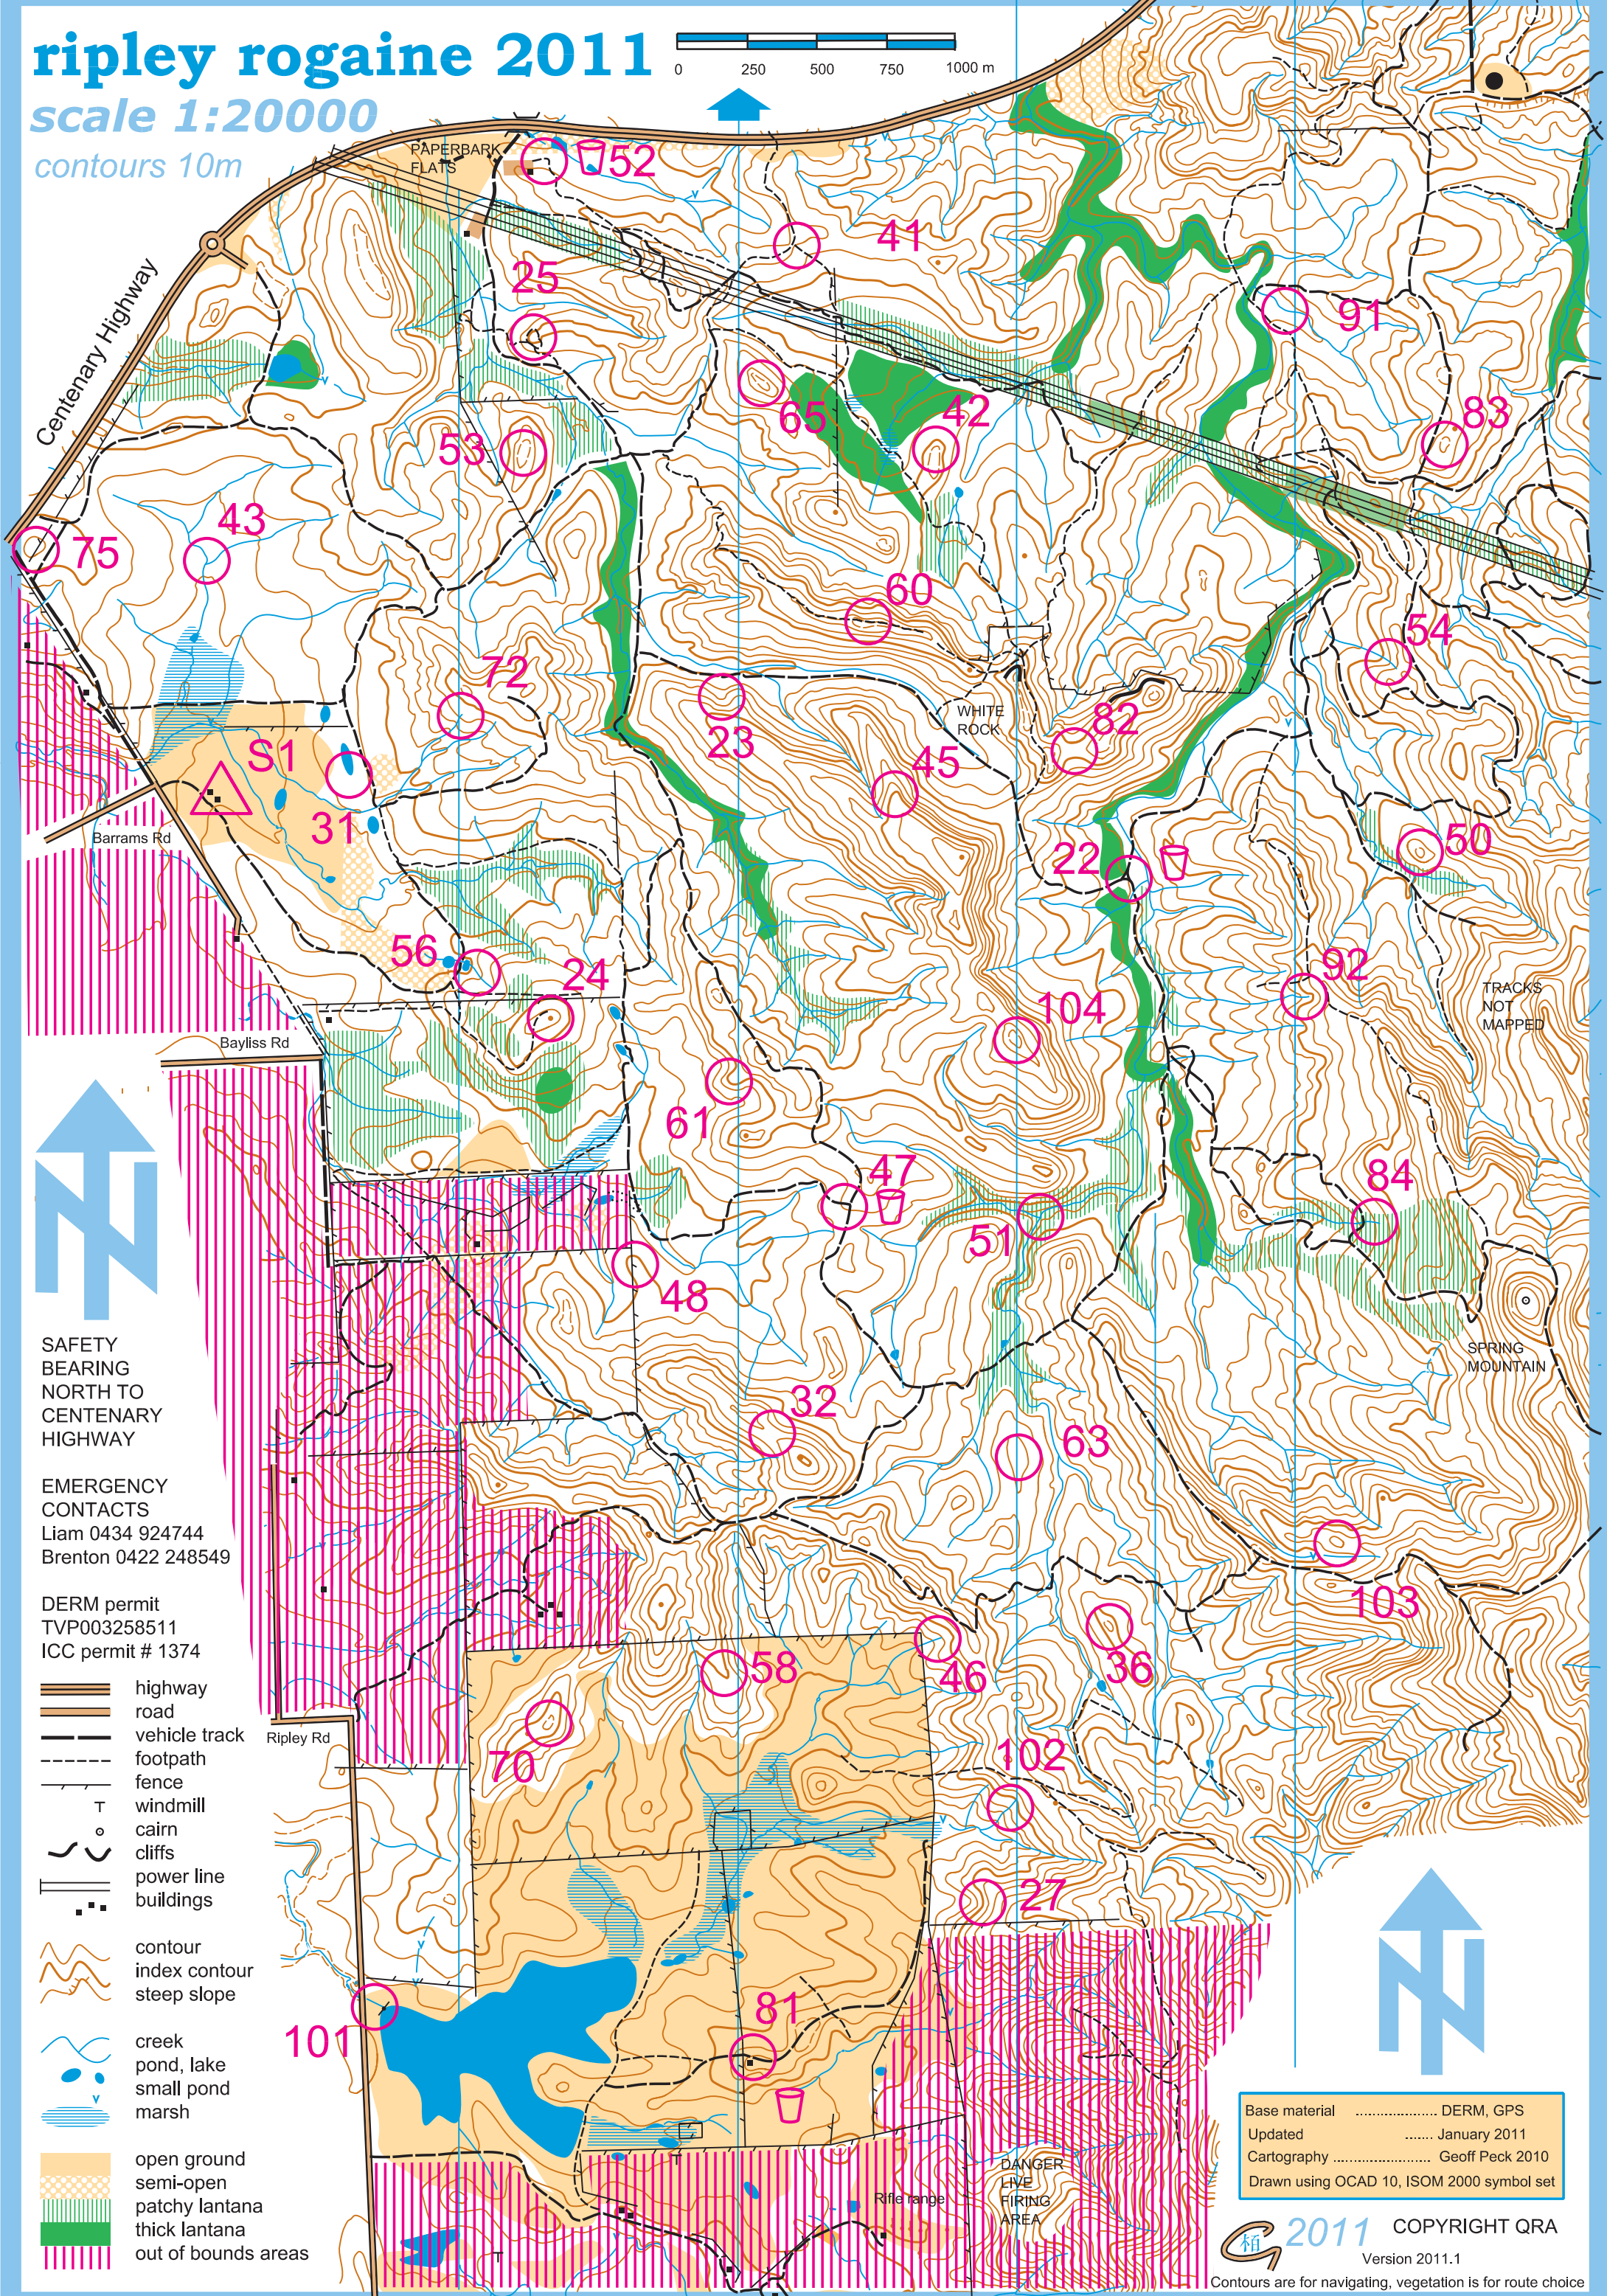 ripley rogaine 2011
scale 1:20000
contours 10m
0 250 500 750 1000 m
PAPERBARK
FLATS
52
41
25
Centenary Highway
91
65
42
83
53
43
75
60
54
72
WHITE
ROCK
82
23
S1
45
31
Barrams Rd
22
50
56
24
92
104
TRACKS
NOT
MAPPED
Bayliss Rd
61
47
84
51
48
SPRING
MOUNTAIN
SAFETY
BEARING
NORTH TO
CENTENARY
HIGHWAY
32
63
EMERGENCY
CONTACTS
Liam 0434 924744
Brenton 0422 248549
103
DERM permit
TVP003258511
ICC permit # 1374
58
46
36
highway
road
vehicle track
footpath
fence
windmill
cairn
cliffs
power line
buildings
Ripley Rd
70
102
27
contour
index contour
steep slope
101
81
creek
pond, lake
small pond
marsh
open ground
semi-open
patchy lantana
thick lantana
out of bounds areas
DANGER
LIVE
FIRING
AREA
Rifle range
Base material .................... DERM, GPS
Updated ....... January 2011
Cartography ....................... Geoff Peck 2010
Drawn using OCAD 10, ISOM 2000 symbol set
栢 2011 COPYRIGHT QRA
Version 2011.1
Contours are for navigating, vegetation is for route choice